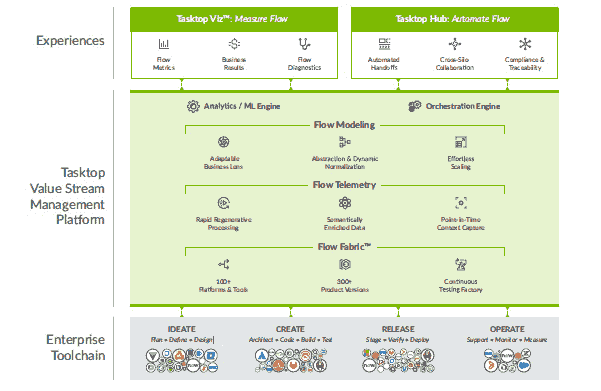 Experiences
Tasktop Viz™: Measure Flow
Flow
Metrics
Business
Results
Flow
Diagnostics
Tasktop Hub: Automate Flow
Automated
Handoffs
Cross-Silo
Collaboration
Compliance &
Traceability
Tasktop
Value Stream
Management
Platform
Analytics / ML Engine
Orchestration Engine
Flow Modeling
Adaptable
Business Lens
Abstraction & Dynamic
Normalization
Effortless
Scaling
Flow Telemetry
Rapid Regenerative
Processing
Semantically
Enriched Data
Point-in-Time
Context Capture
Flow Fabric™
100+
Platforms & Tools
300+
Product Versions
Continuous
Testing Factory
Enterprise
Toolchain
IDEATE
Plan • Define • Design
CREATE
Architect • Code • Build • Test
RELEASE
Stage • Verify • Deploy
OPERATE
Support • Monitor • Measure